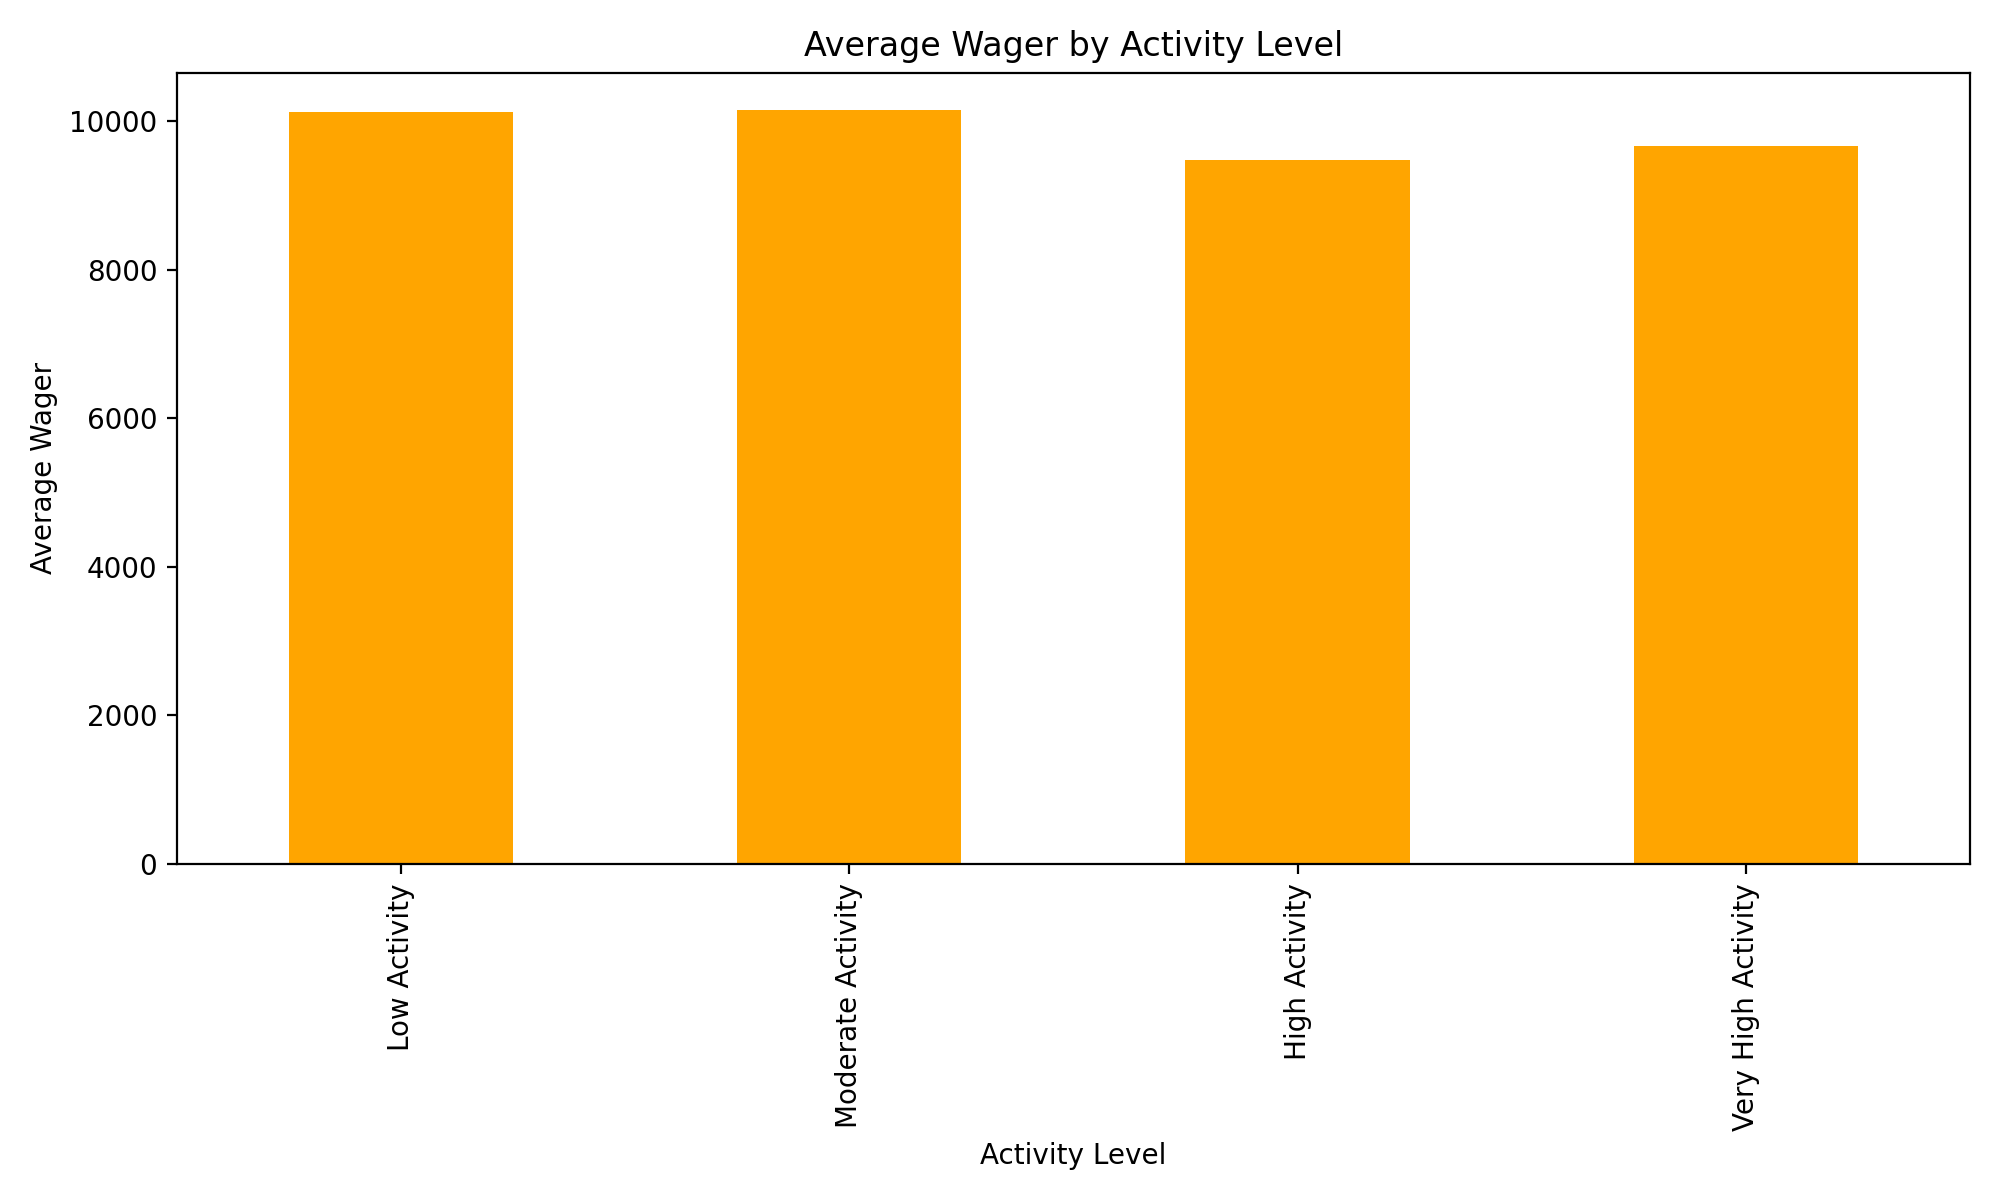 Average Wager by Activity Level
Average Wager
10000
8000
6000
4000
2000
0
Low Activity
Moderate Activity
High Activity
Very High Activity
Activity Level